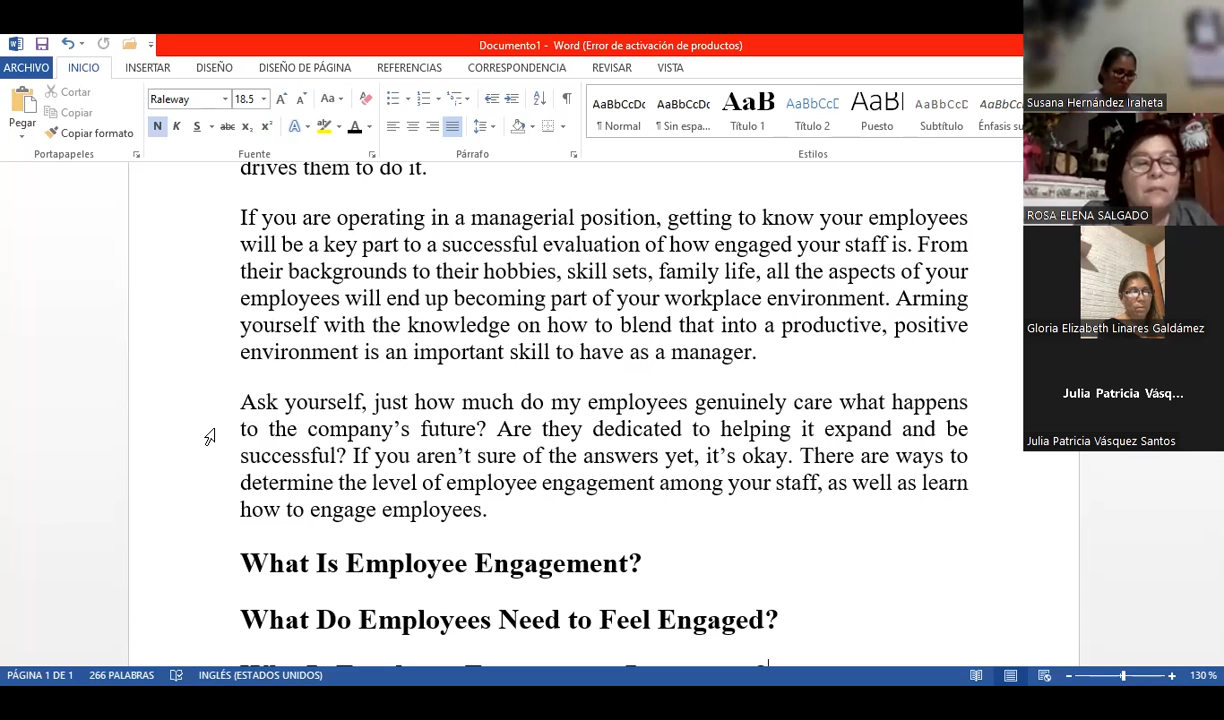 Documento1 - Word (Error de activación de productos)
ARCHIVO INICIO INSERTAR DISEÑO DISEÑO DE PÁGINA REFERENCIAS CORRESPONDENCIA REVISAR VISTA
Pegar
Cortar
Copiar
Copiar formato
Portapapeles
Raleway 18.5
N K S abc x₂ x²
Fuente
Párrafo
AaBbCcDc AaBbCcDc AaB AaBbCcD AaB AaBbCcD AaBbCcD
¶ Normal ¶ Sin espa... Título 1 Título 2 Puesto Subtítulo Énfasis su
Estilos
drives them to do it.
If you are operating in a managerial position, getting to know your employees
will be a key part to a successful evaluation of how engaged your staff is. From
their backgrounds to their hobbies, skill sets, family life, all the aspects of your
employees will end up becoming part of your workplace environment. Arming
yourself with the knowledge on how to blend that into a productive, positive
environment is an important skill to have as a manager.
Ask yourself, just how much do my employees genuinely care what happens
to the company’s future? Are they dedicated to helping it expand and be
successful? If you aren’t sure of the answers yet, it’s okay. There are ways to
determine the level of employee engagement among your staff, as well as learn
how to engage employees.
What Is Employee Engagement?
What Do Employees Need to Feel Engaged?
PÁGINA 1 DE 1 266 PALABRAS INGLÉS (ESTADOS UNIDOS)
130 %
Susana Hernández Iraheta
ROSA ELENA SALGADO
Gloria Elizabeth Linares Galdámez
Julia Patricia Vásq...
Julia Patricia Vásquez Santos